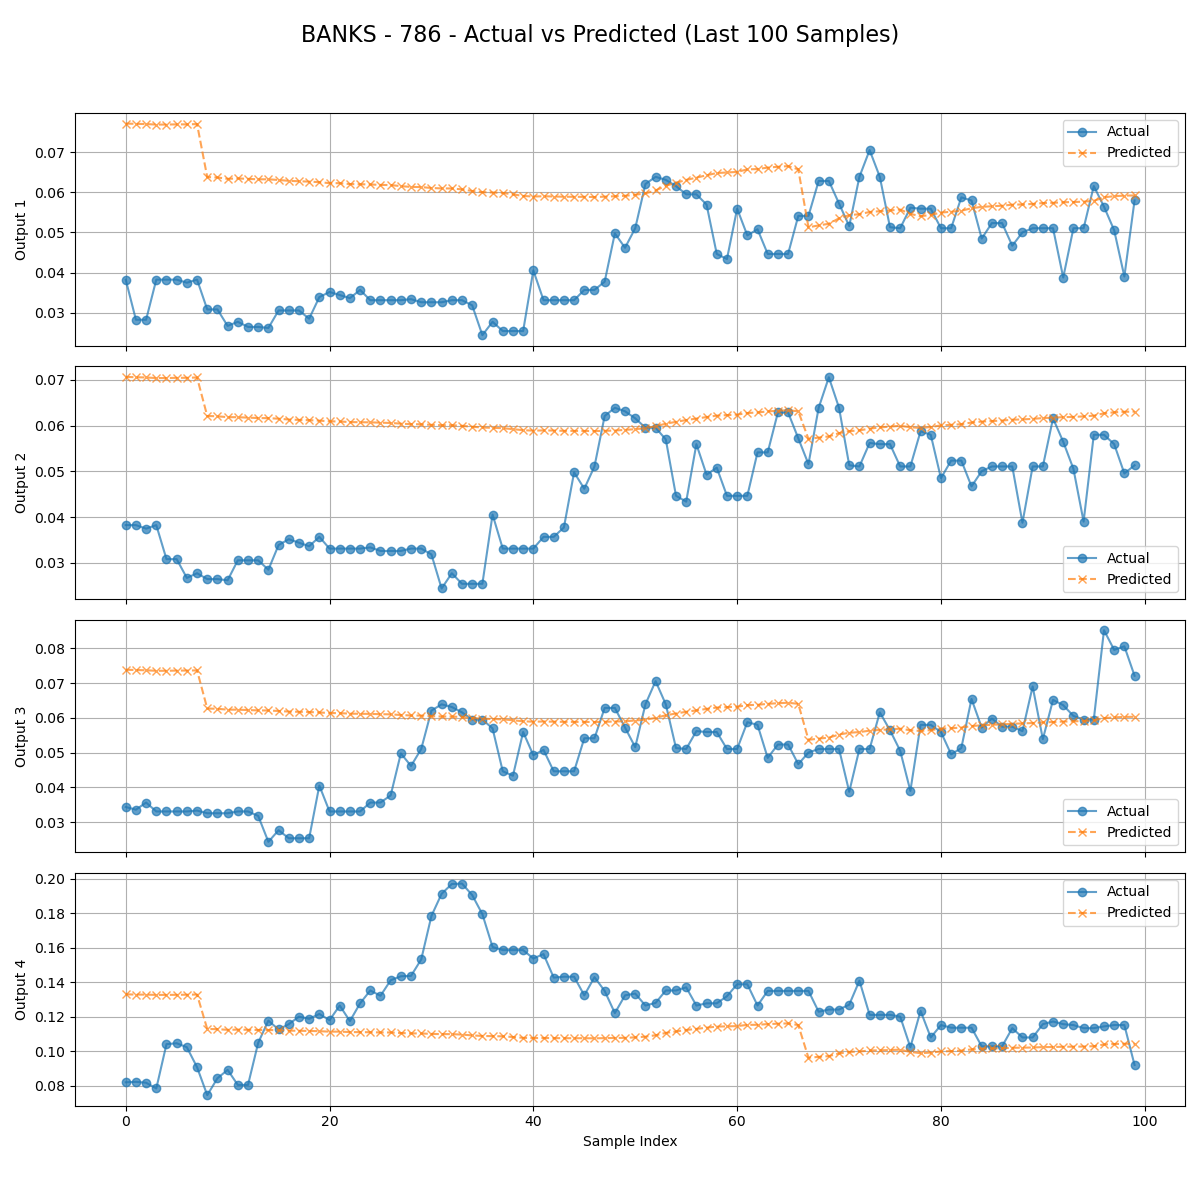 BANKS - 786 - Actual vs Predicted (Last 100 Samples)
Output 1
0.07
0.06
0.05
0.04
0.03
Actual
Predicted
Output 2
0.07
0.06
0.05
0.04
0.03
Actual
Predicted
Output 3
0.08
0.07
0.06
0.05
0.04
0.03
Actual
Predicted
Output 4
0.20
0.18
0.16
0.14
0.12
0.10
0.08
Actual
Predicted
0 20 40 60 80 100
Sample Index